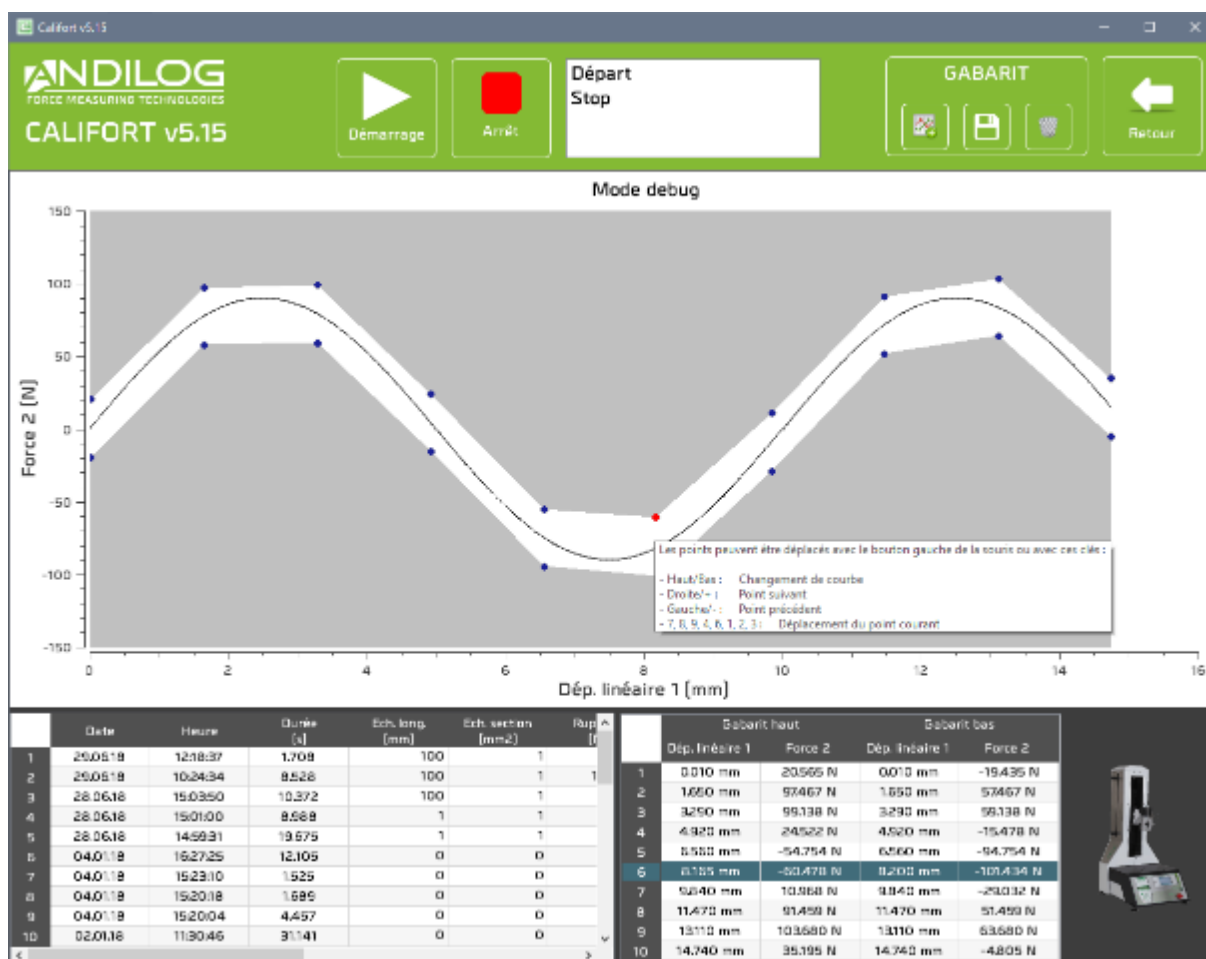 Califort v5.15
ANDILOG
FORCE MEASURING TECHNOLOGIES
CALIFORT v5.15
Démarrage
Arrêt
Départ
Stop
GABARIT
Retour
Mode debug
150
100
50
0
-50
-100
-150
Force 2 [N]
0 2 4 6 8 10 12 14 16
Dép. linéaire 1 [mm]
Les points peuvent être déplacés avec le bouton gauche de la souris ou avec ces clés :
- Haut/Bas : Changement de courbe
- Droite/+ : Point suivant
- Gauche/- : Point précédent
- 7, 8, 9, 4, 6, 1, 2, 3 : Déplacement du point courant
Date Heure Durée [s] Ech. long. [mm] Ech. section [mm2] Rup
1 29.06.18 12:18:37 1.708 100 1
2 29.06.18 10:24:34 8.528 100 1 1
3 28.06.18 15:03:50 10.372 100 1
4 28.06.18 15:01:00 8.988 1 1
5 28.06.18 14:59:31 19.675 1 1
6 04.01.18 16:27:25 12.105 0 0
7 04.01.18 15:23:10 1.525 0 0
8 04.01.18 15:20:18 1.689 0 0
9 04.01.18 15:20:04 4.457 0 0
10 02.01.18 11:30:46 31.141 0 0
Gabarit haut Gabarit bas
Dép. linéaire 1 Force 2 Dép. linéaire 1 Force 2
1 0.010 mm 20.565 N 0.010 mm -19.435 N
2 1.650 mm 97.467 N 1.650 mm 57.467 N
3 3.290 mm 99.138 N 3.290 mm 59.138 N
4 4.920 mm 24.522 N 4.920 mm -15.478 N
5 6.560 mm -54.754 N 6.560 mm -94.754 N
6 8.165 mm -60.478 N 8.200 mm -101.434 N
7 9.840 mm 10.968 N 9.840 mm -29.032 N
8 11.470 mm 91.459 N 11.470 mm 51.459 N
9 13.110 mm 103.680 N 13.110 mm 63.680 N
10 14.740 mm 35.195 N 14.740 mm -4.805 N